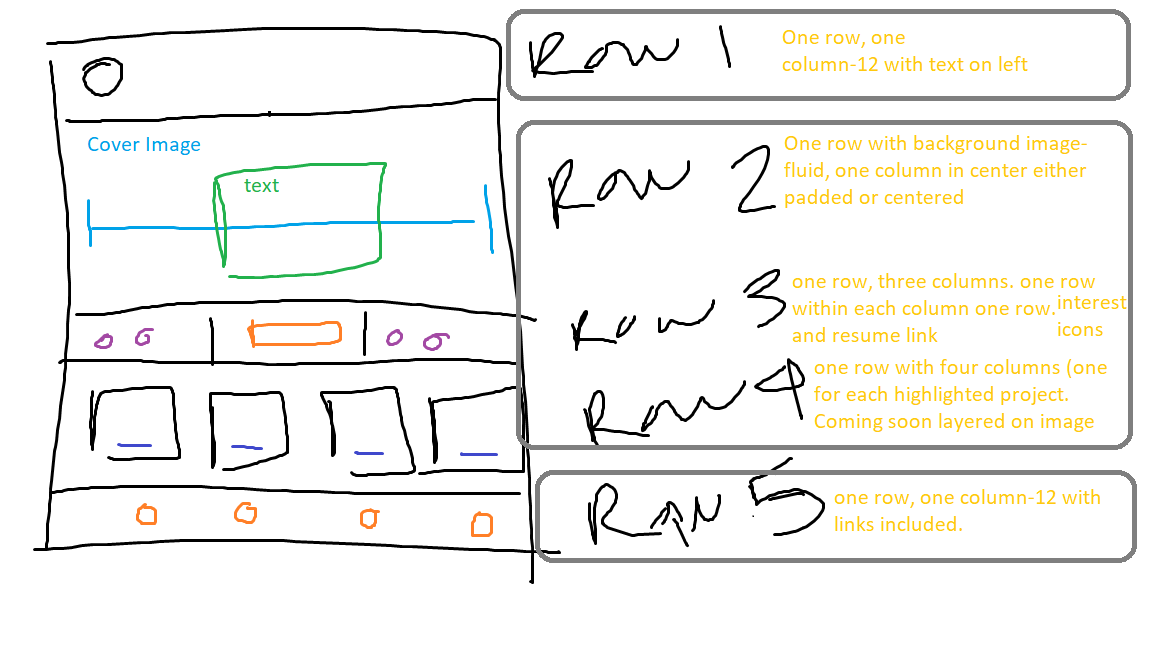 Row 1
One row, one
column-12 with text on left
Cover Image
text
Row 2
One row with background image-
fluid, one column in center either
padded or centered
Row 3
one row, three columns. one row
within each column one row.
and resume link
interest
icons
Row 4
one row with four columns (one
for each highlighted project.
Coming soon layered on image
Row 5
one row, one column-12 with
links included.